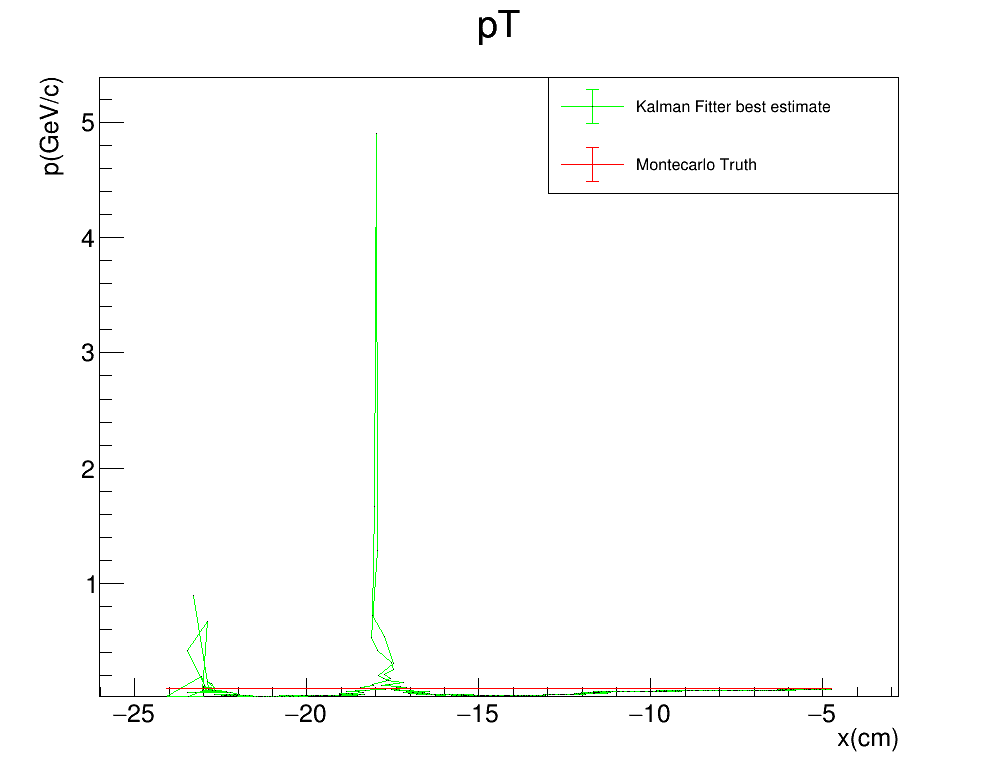 pT
p(GeV/c)
Kalman Fitter best estimate
Montecarlo Truth
5
4
3
2
1
−25
−20
−15
−10
−5
x(cm)